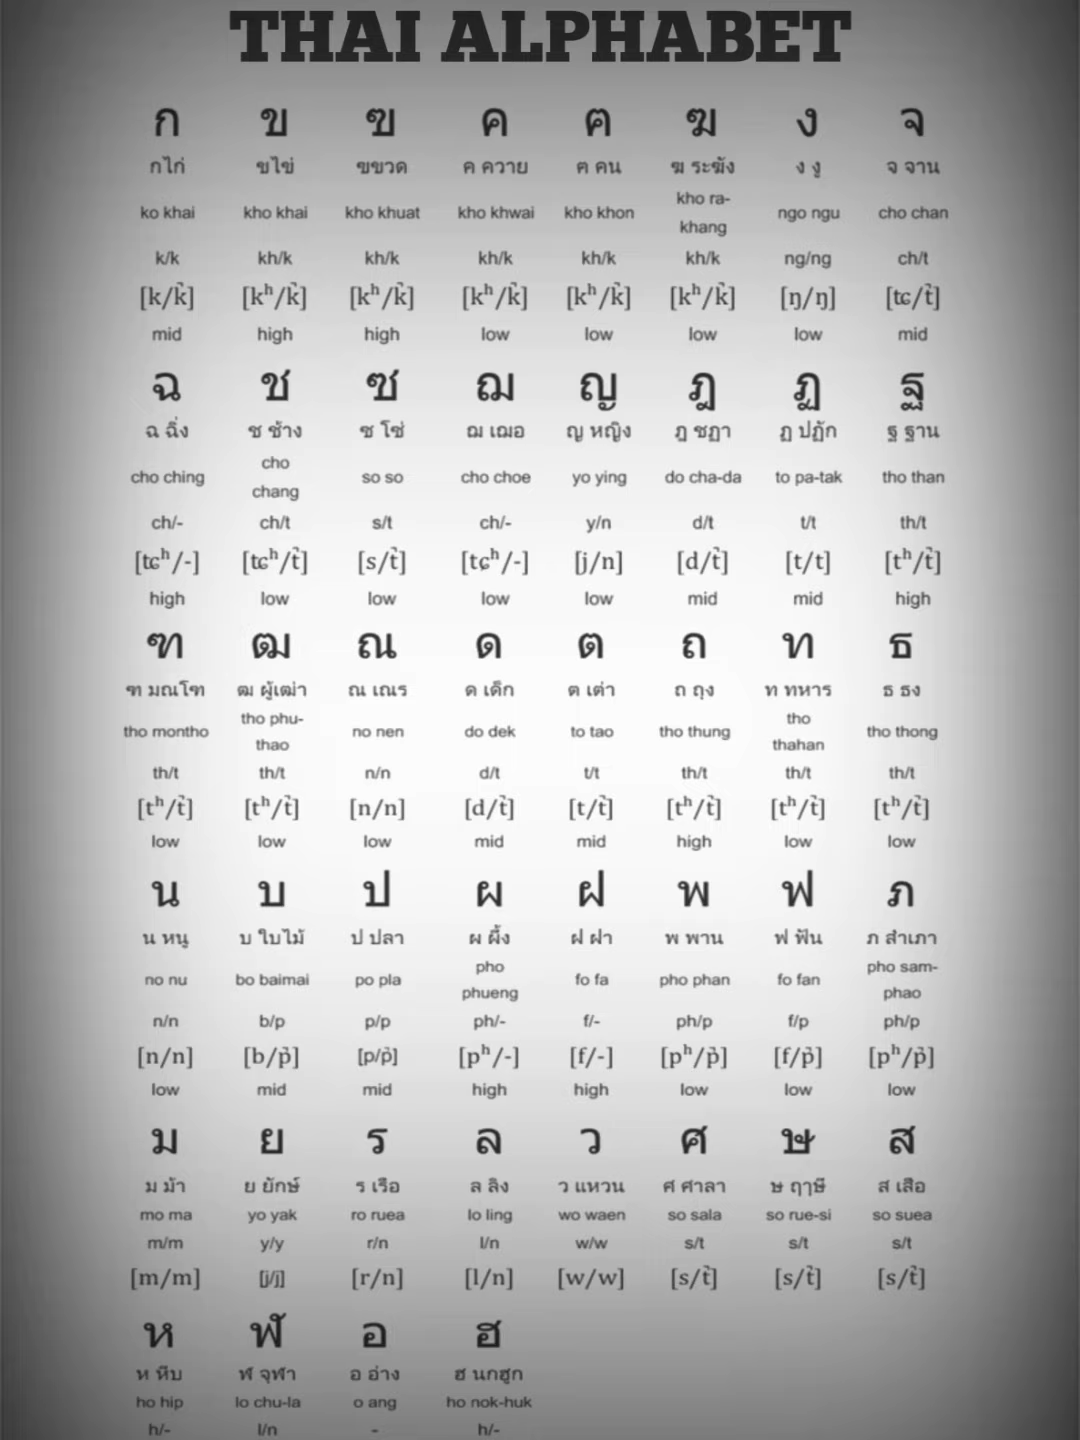 THAI ALPHABET
ก ข ฃ ค ฅ ฆ ง จ
กไก่ ขไข่ ฃขวด ค ควาย ฅ คน ฆ ระฆัง ง งู จ จาน
ko khai kho khai kho khuat kho khwai kho khon kho ra-khang ngo ngu cho chan
k/k kh/k kh/k kh/k kh/k kh/k ng/ng ch/t
[k/k̚] [kʰ/k̚] [kʰ/k̚] [kʰ/k̚] [kʰ/k̚] [kʰ/k̚] [ŋ/ŋ] [ʨ/t̚]
mid high high low low low low mid
ฉ ช ซ ฌ ญ ฎ ฏ ฐ
ฉ ฉิ่ง ช ช้าง ซ โซ่ ฌ เฌอ ญ หญิง ฎ ชฎา ฏ ปฏัก ฐ ฐาน
cho ching cho chang so so cho choe yo ying do cha-da to pa-tak tho than
ch/- ch/t s/t ch/- y/n d/t t/t th/t
[ʨʰ/-] [ʨʰ/t̚] [s/t̚] [tɕʰ/-] [j/n] [d/t̚] [t/t] [tʰ/t̚]
high low low low low mid mid high
ฑ ฒ ณ ด ต ถ ท ธ
ฑ มณโฑ ฒ ผู้เฒ่า ณ เณร ด เด็ก ต เต่า ถ ถุง ท ทหาร ธ ธง
tho montho tho phu-thao no nen do dek to tao tho thung tho thahan tho thong
th/t th/t n/n d/t t/t th/t th/t th/t
[tʰ/t̚] [tʰ/t̚] [n/n] [d/t̚] [t/t̚] [tʰ/t̚] [tʰ/t̚] [tʰ/t̚]
low low low mid mid high low low
น บ ป ผ ฝ พ ฟ ภ
น หนู บ ใบไม้ ป ปลา ผ ผึ้ง ฝ ฝา พ พาน ฟ ฟัน ภ สำเภา
no nu bo baimai po pla pho phueng fo fa pho phan fo fan pho sam-phao
n/n b/p p/p ph/- f/- ph/p f/p ph/p
[n/n] [b/p̚] [p/p̚] [pʰ/-] [f/-] [pʰ/p̚] [f/p̚] [pʰ/p̚]
low mid mid high high low low low
ม ย ร ล ว ศ ษ ส
ม ม้า ย ยักษ์ ร เรือ ล ลิง ว แหวน ศ ศาลา ษ ฤๅษี ส เสือ
mo ma yo yak ro ruea lo ling wo waen so sala so rue-si so suea
m/m y/y r/n l/n w/w s/t s/t s/t
[m/m] [j/j] [r/n] [l/n] [w/w] [s/t̚] [s/t̚] [s/t̚]
ห ฬ อ ฮ
ห หีบ ฬ จุฬา อ อ่าง ฮ นกฮูก
ho hip lo chu-la o ang ho nok-huk
h/- l/n - h/-